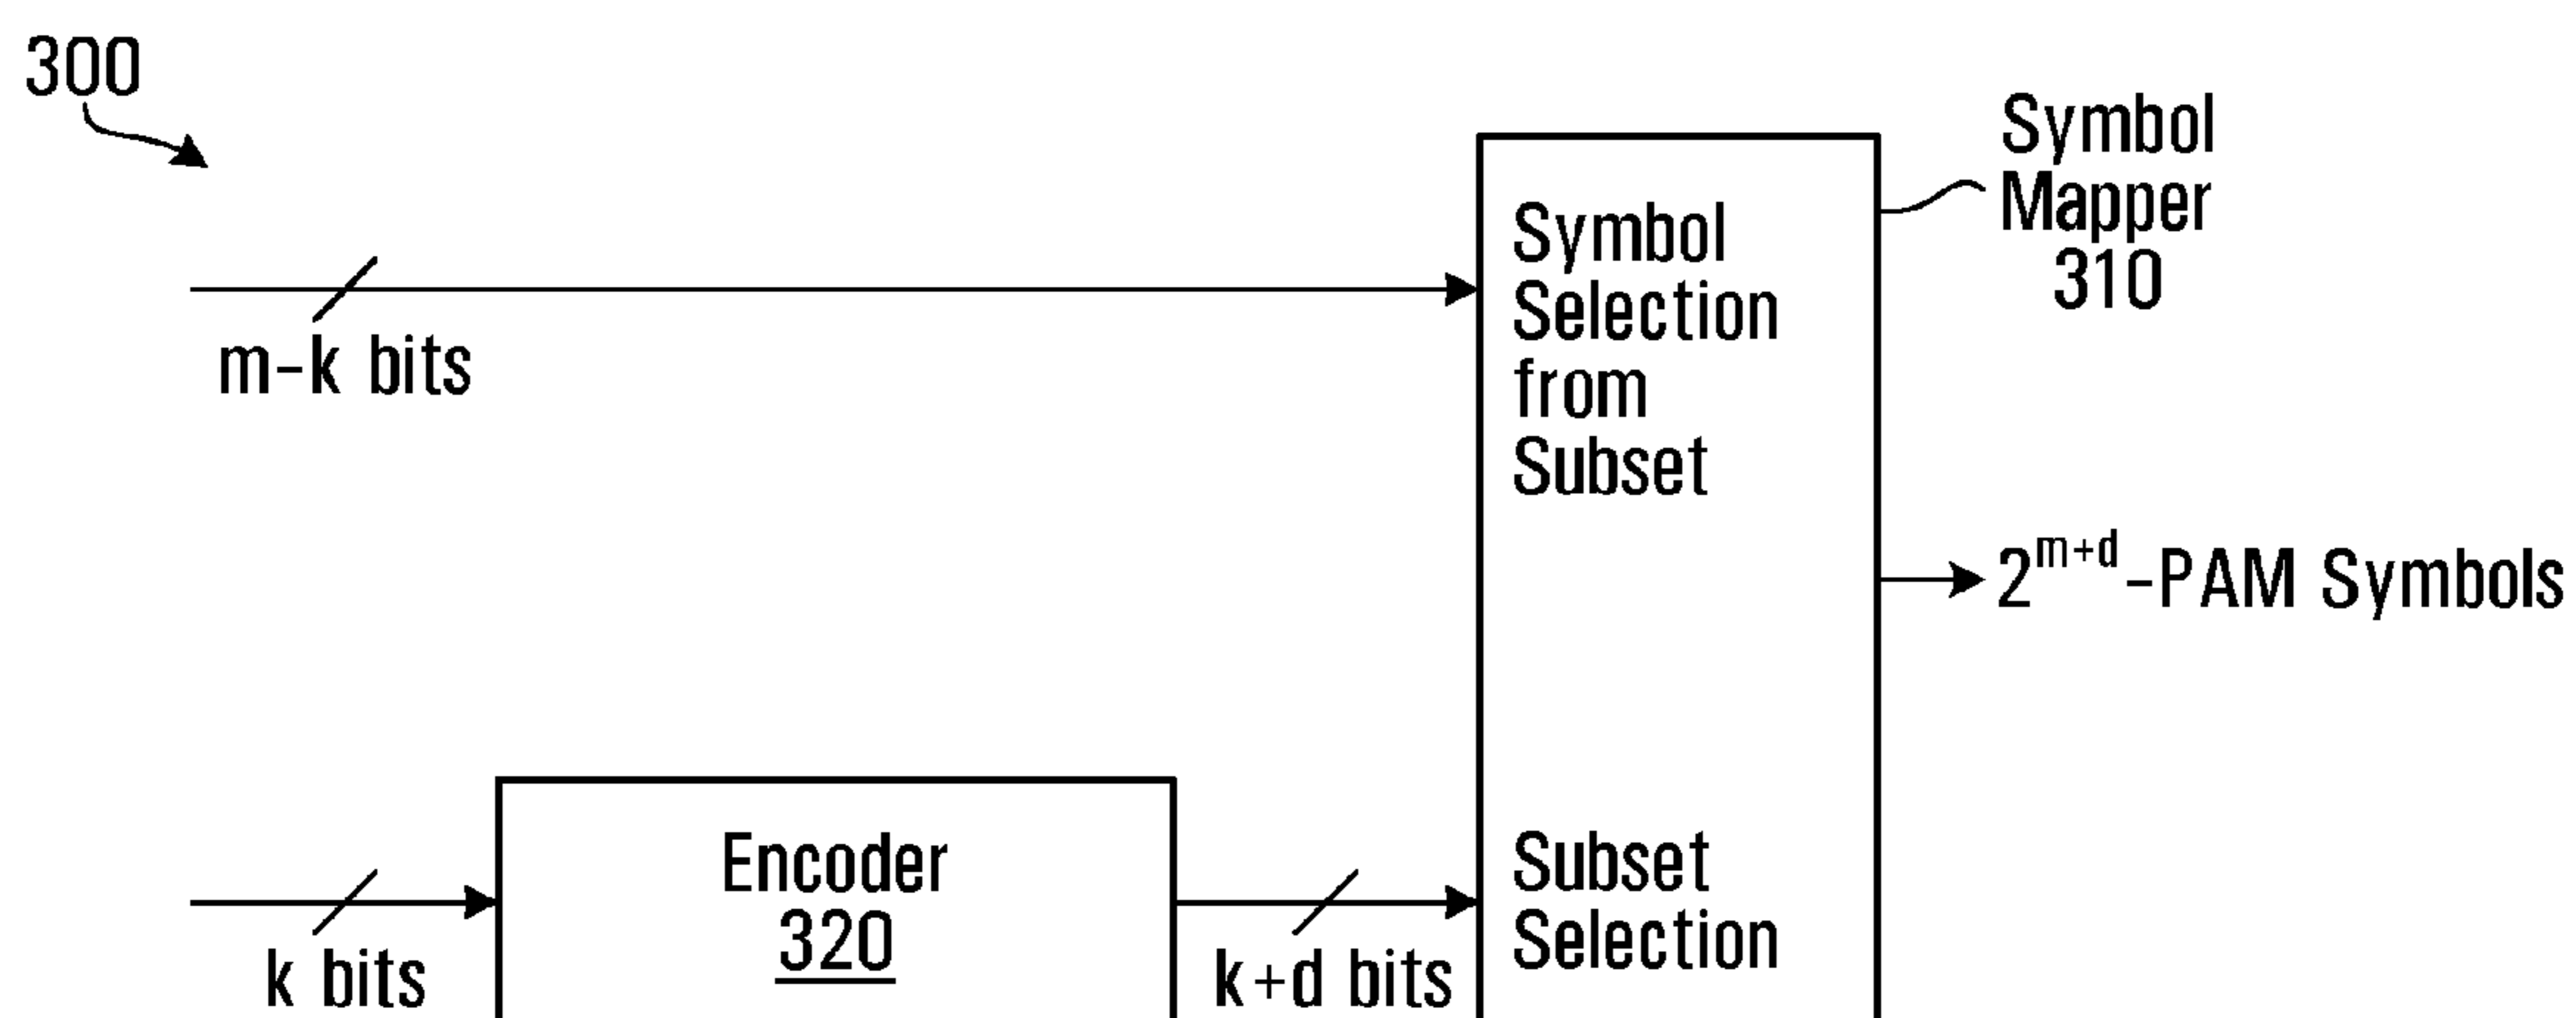 300
Symbol
Mapper
310
Symbol
Selection
from
Subset
m-k bits
2^{m+d}-PAM Symbols
Encoder
320
Subset
Selection
k bits
k+d bits